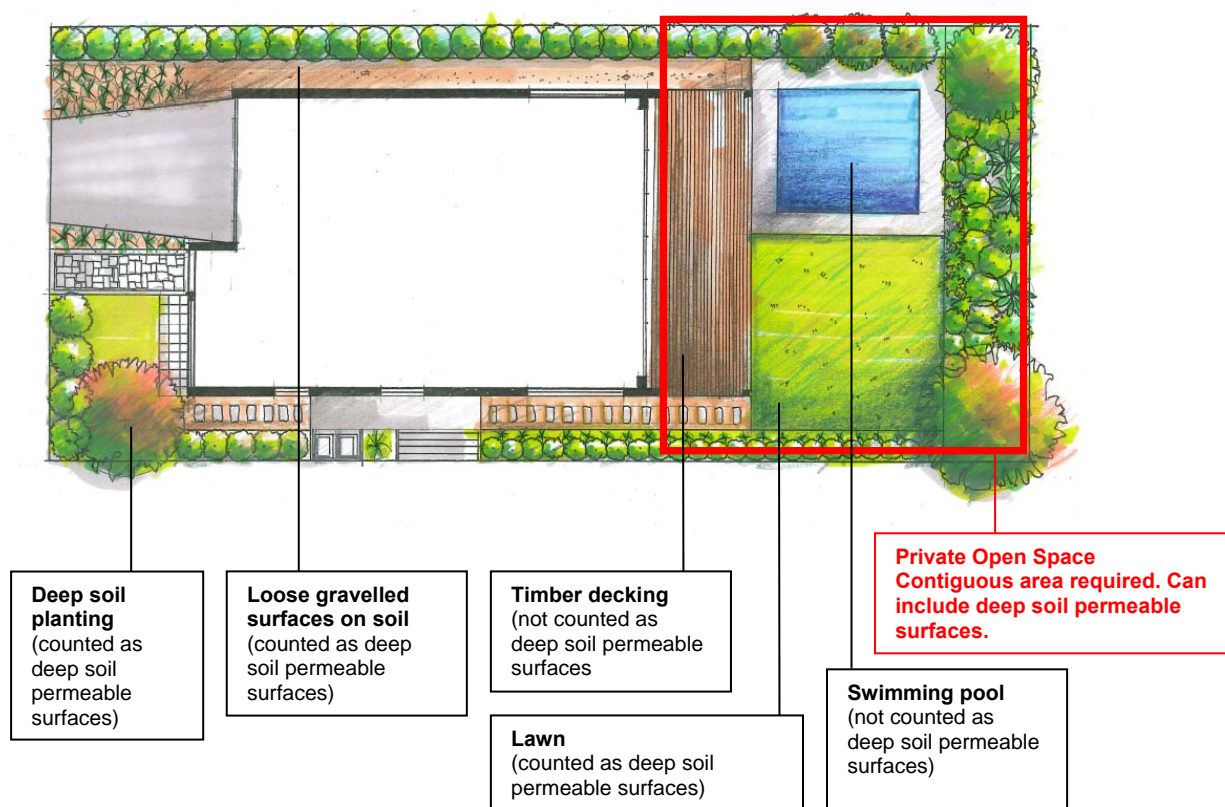 Deep soil
planting
(counted as
deep soil
permeable
surfaces)
Loose gravelled
surfaces on soil
(counted as deep
soil permeable
surfaces)
Timber decking
(not counted as
deep soil permeable
surfaces
Lawn
(counted as deep soil
permeable surfaces)
Private Open Space
Contiguous area required. Can
include deep soil permeable
surfaces.
Swimming pool
(not counted as
deep soil permeable
surfaces)